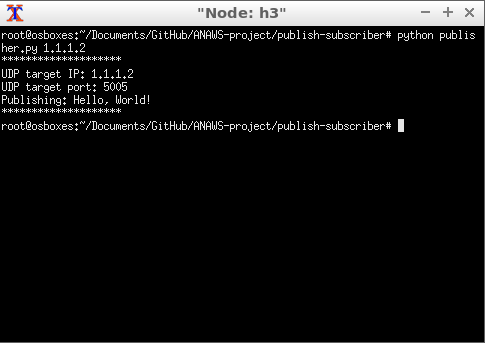 "Node: h3"
root@osboxes:~/Documents/GitHub/ANAWS-project/publish-subscriber# python publis
her.py 1.1.1.2
*********************
UDP target IP: 1.1.1.2
UDP target port: 5005
Publishing: Hello, World!
*********************
root@osboxes:~/Documents/GitHub/ANAWS-project/publish-subscriber#